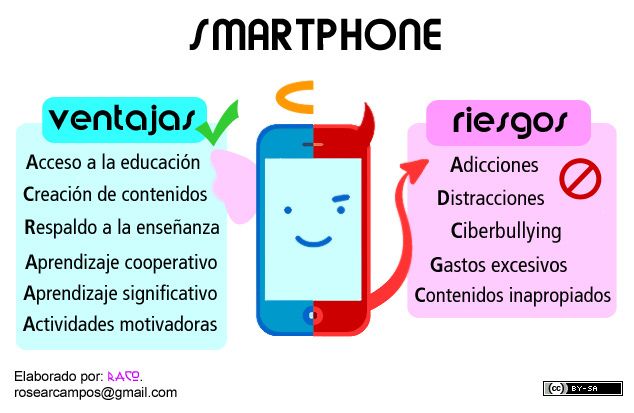 SMARTPHONE
ventajas
Acceso a la educación
Creación de contenidos
Respaldo a la enseñanza
Aprendizaje cooperativo
Aprendizaje significativo
Actividades motivadoras
riesgos
Adicciones
Distracciones
Ciberbullying
Gastos excesivos
Contenidos inapropiados
Elaborado por: RACO.
rosearcampos@gmail.com
cc BY-SA